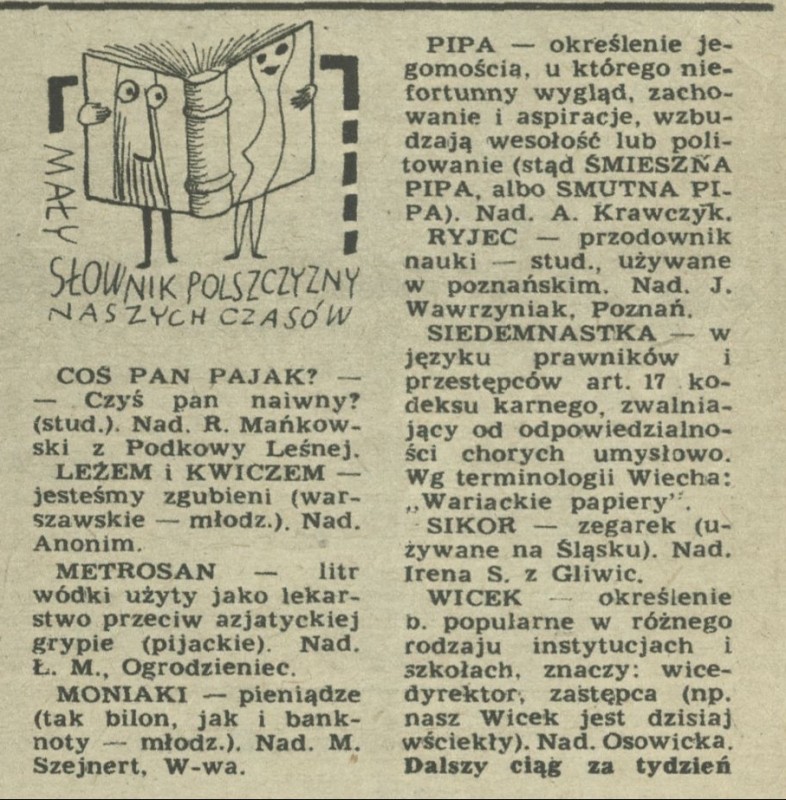 MAŁY
SŁOWNIK POLSZCZYZNY
NASZYCH CZASÓW
COŚ PAN PAJAK? —
— Czyś pan naiwny?
(stud.). Nad. R. Mańkow-
ski z Podkowy Leśnej.
LEŻEM i KWICZEM —
jesteśmy zgubieni (war-
szawskie — młodz.). Nad.
Anonim.
METROSAN — litr
wódki użyty jako lekar-
stwo przeciw azjatyckiej
grypie (pijackie). Nad.
Ł. M., Ogrodzieniec.
MONIAKI — pieniądze
(tak bilon, jak i bank-
noty — młodz.). Nad. M.
Szejnert, W-wa.
PIPA — określenie je-
gomościa, u którego nie-
fortunny wygląd, zacho-
wanie i aspiracje, wzbu-
dzają wesołość lub poli-
towanie (stąd ŚMIESZNA
PIPA, albo SMUTNA PI-
PA). Nad. A. Krawczyk.
RYJEC — przodownik
nauki — stud., używane
w poznańskim. Nad. J.
Wawrzyniak, Poznań.
SIEDEMNASTKA — w
języku prawników i
przestępców art. 17 ko-
deksu karnego, zwalnia-
jący od odpowiedzialno-
ści chorych umysłowo.
Wg terminologii Wiecha:
„Wariackie papiery".
SIKOR — zegarek (u-
żywane na Śląsku). Nad.
Irena S. z Gliwic.
WICEK — określenie
b. popularne w różnego
rodzaju instytucjach i
szkołach, znaczy: wice-
dyrektor, zastępca (np.
nasz Wicek jest dzisiaj
wściekły). Nad. Osowicka.
Dalszy ciąg za tydzień